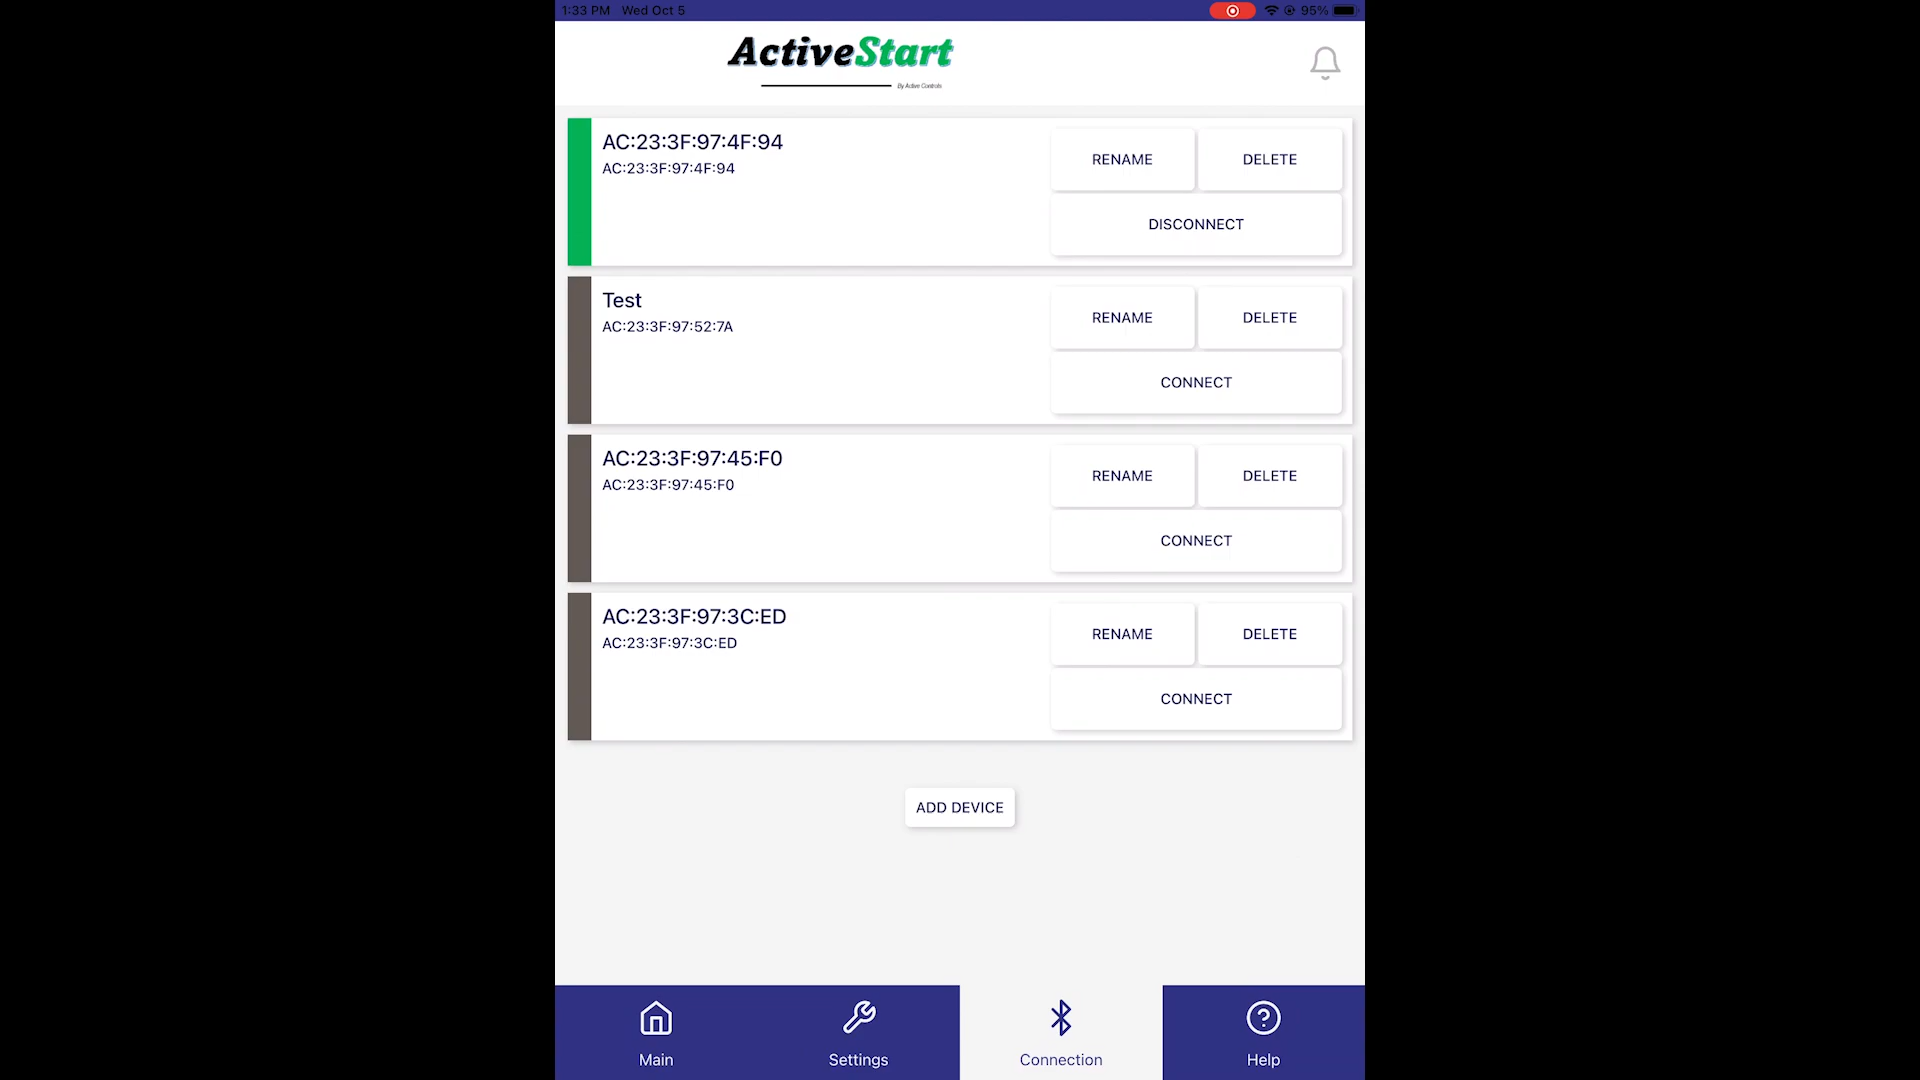 1:33 PM Wed Oct 5 95%
ActiveStart
By Active Controls
AC:23:3F:97:4F:94
AC:23:3F:97:4F:94
RENAME
DELETE
DISCONNECT
Test
AC:23:3F:97:52:7A
RENAME
DELETE
CONNECT
AC:23:3F:97:45:F0
AC:23:3F:97:45:F0
RENAME
DELETE
CONNECT
AC:23:3F:97:3C:ED
AC:23:3F:97:3C:ED
RENAME
DELETE
CONNECT
ADD DEVICE
Main
Settings
Connection
Help